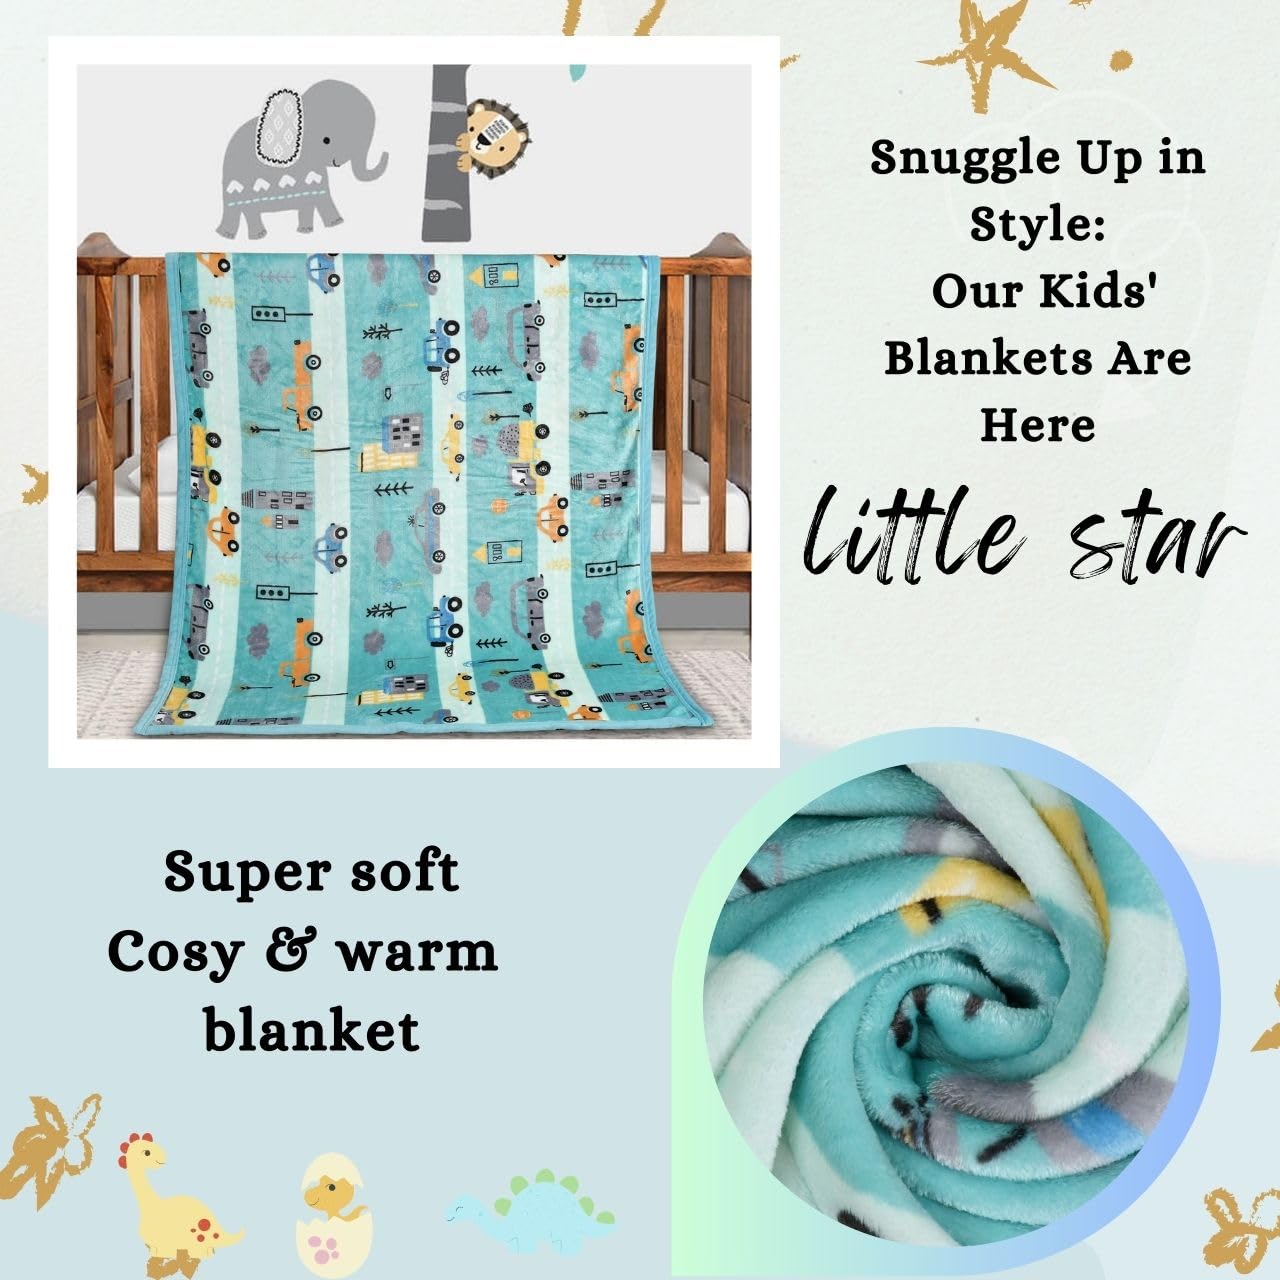 Snuggle Up in
Style:
Our Kids'
Blankets Are
Here
little star
Super soft
Cosy & warm
blanket